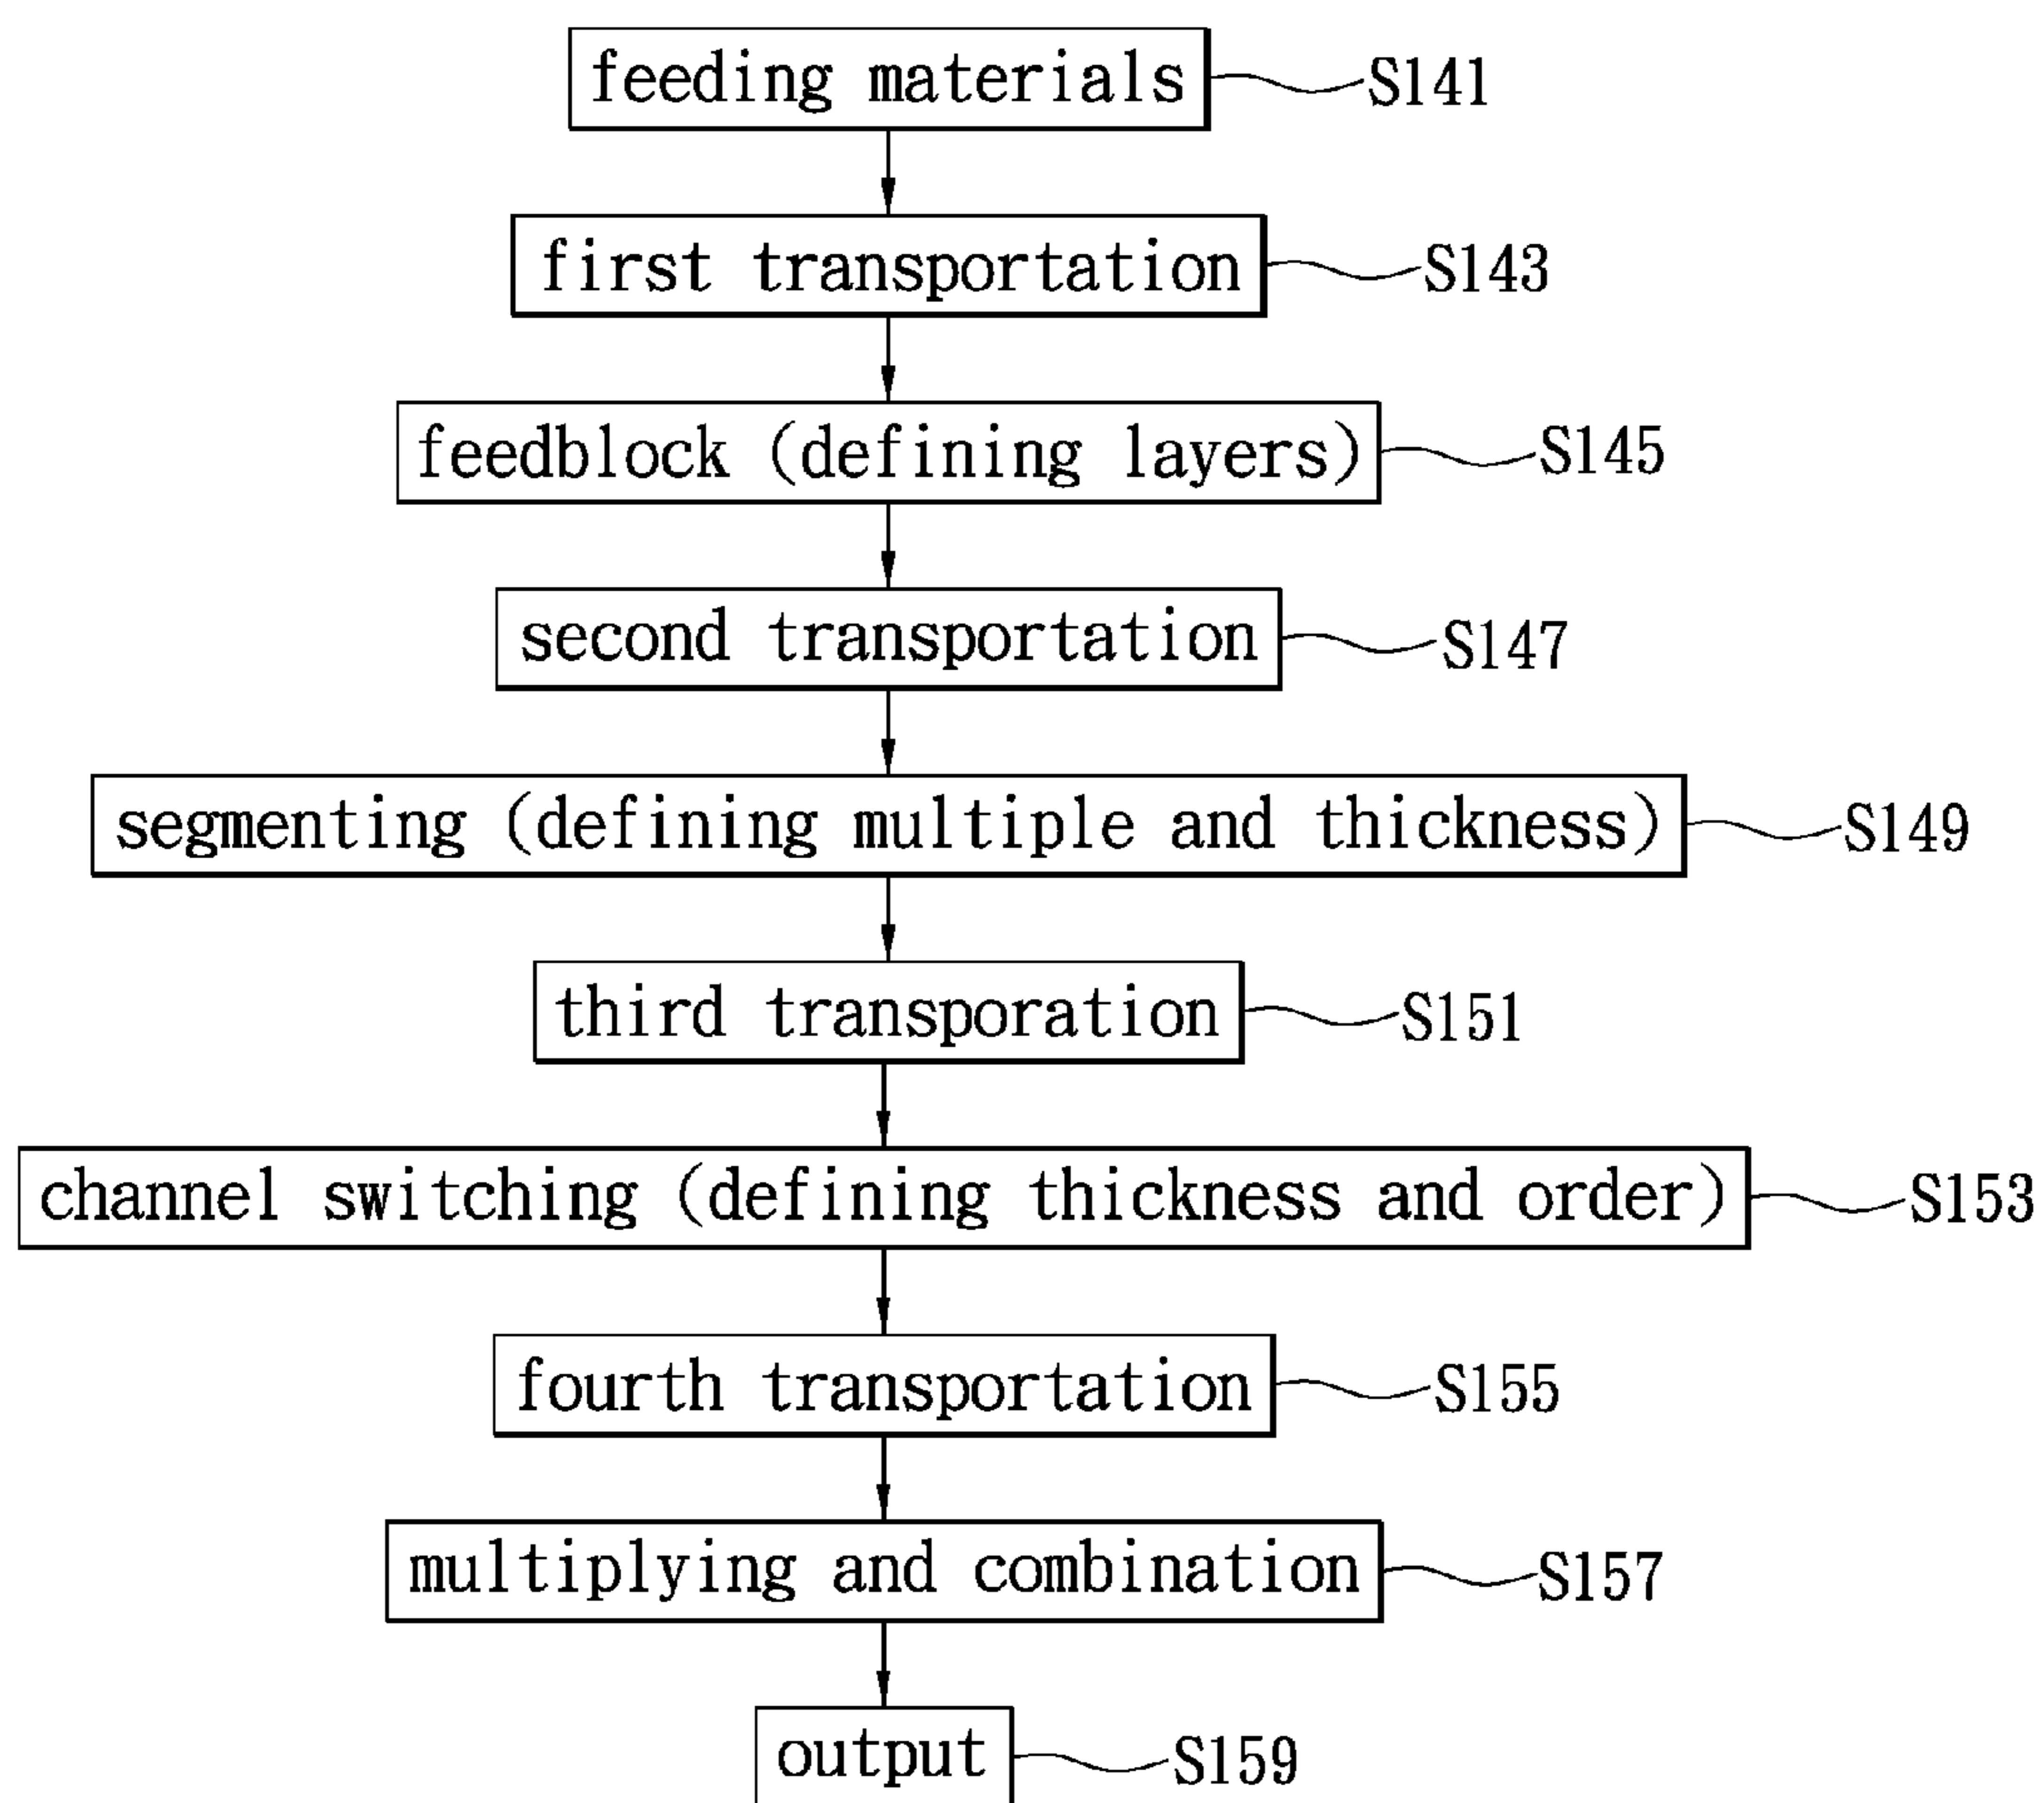 feeding materials S141
first transportation S143
feedblock (defining layers) S145
second transportation S147
segmenting (defining multiple and thickness) S149
third transporation S151
channel switching (defining thickness and order) S153
fourth transportation S155
multiplying and combination S157
output S159